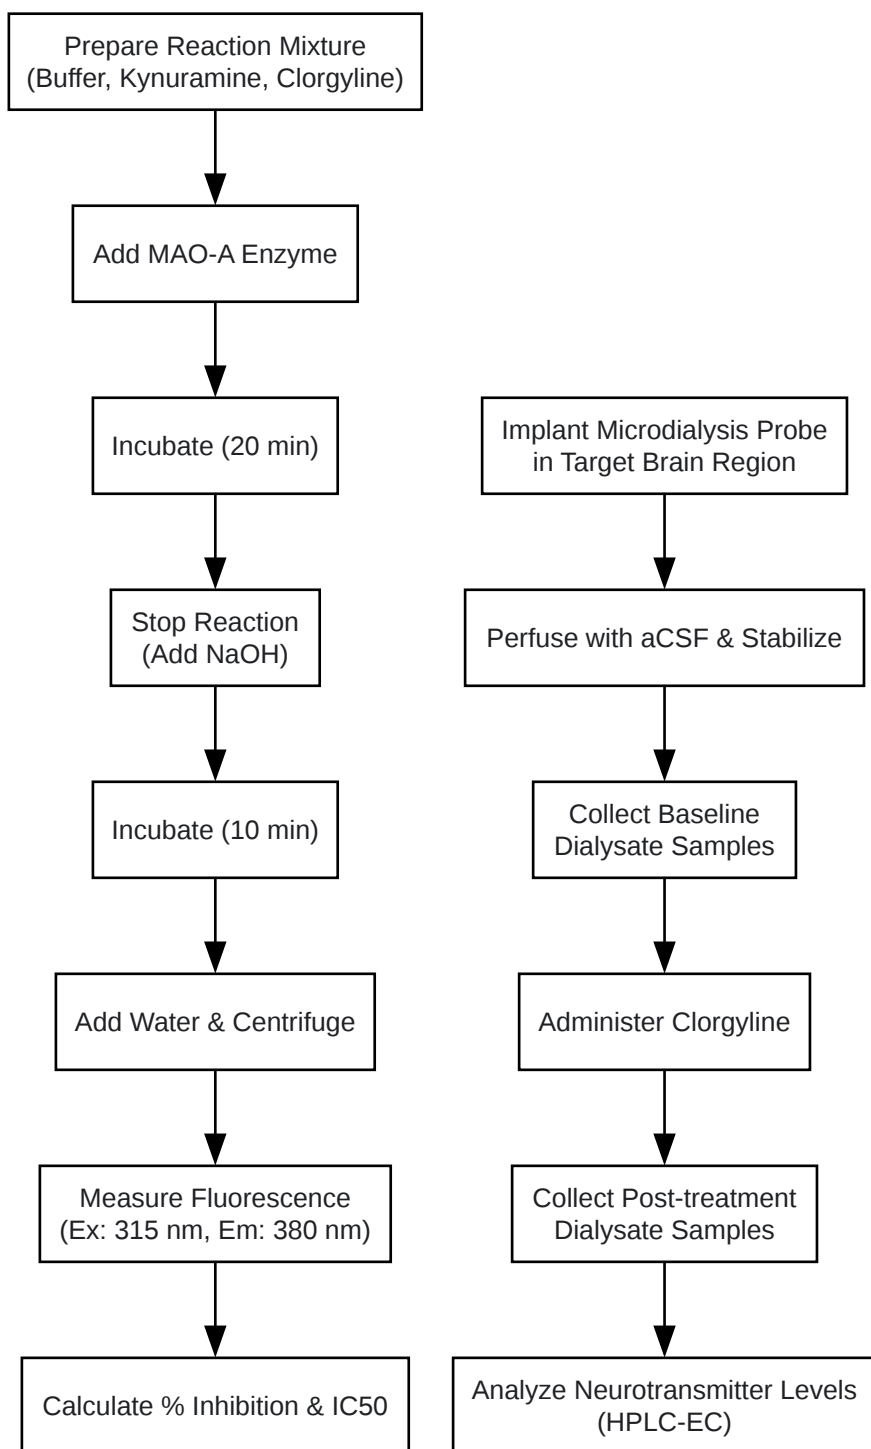 Prepare Reaction Mixture
(Buffer, Kynuramine, Clorgyline)
Add MAO-A Enzyme
Incubate (20 min)
Stop Reaction
(Add NaOH)
Incubate (10 min)
Add Water & Centrifuge
Measure Fluorescence
(Ex: 315 nm, Em: 380 nm)
Calculate % Inhibition & IC50
Implant Microdialysis Probe
in Target Brain Region
Perfuse with aCSF & Stabilize
Collect Baseline
Dialysate Samples
Administer Clorgyline
Collect Post-treatment
Dialysate Samples
Analyze Neurotransmitter Levels
(HPLC-EC)